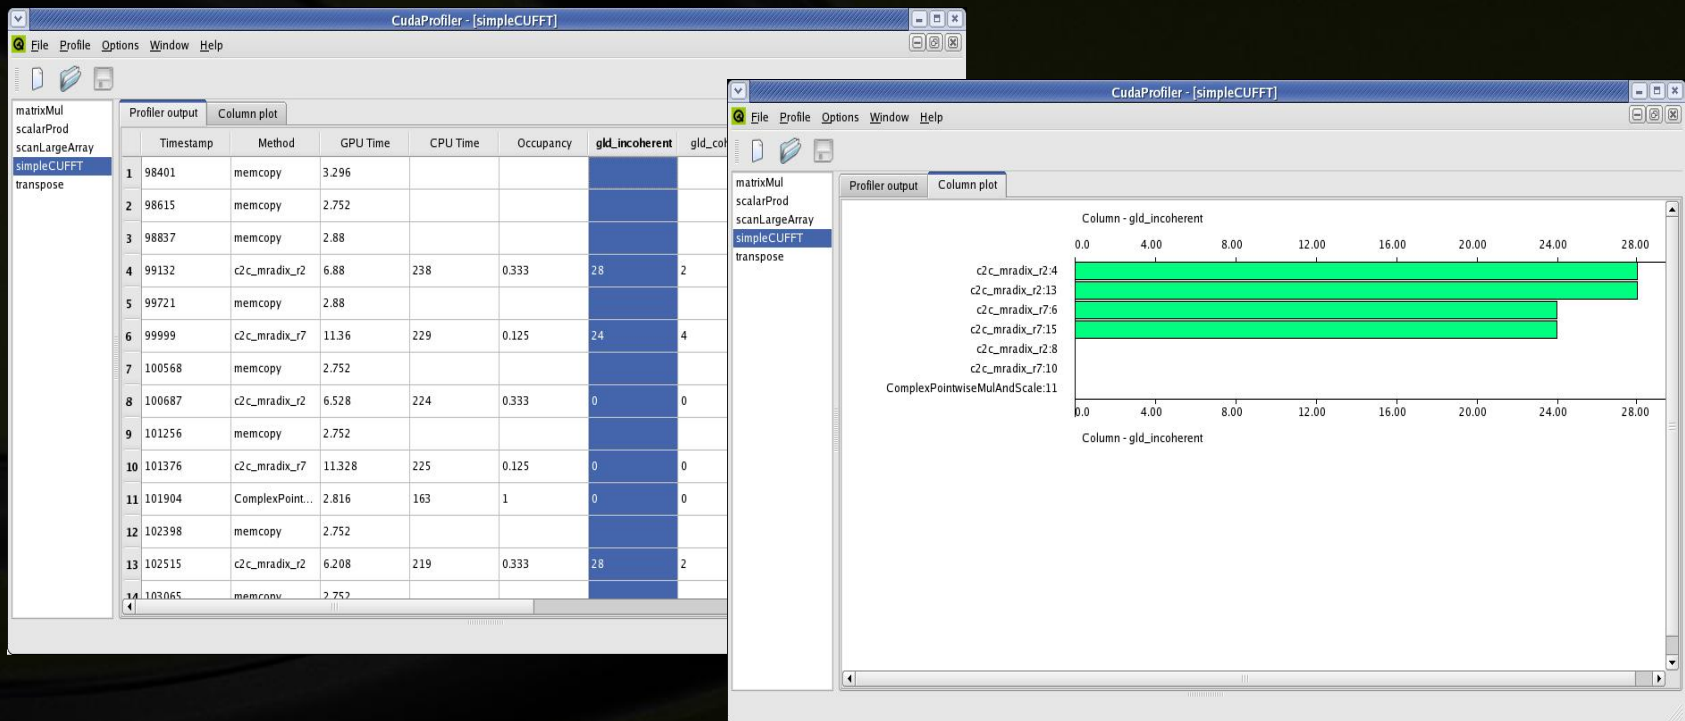 CudaProfiler - [simpleCUFFT]
File Profile Options Window Help
matrixMul
scalarProd
scanLargeArray
simpleCUFFT
transpose
Profiler output Column plot
Timestamp Method GPU Time CPU Time Occupancy gld_incoherent
1 98401 memcopy 3.296
2 98615 memcopy 2.752
3 98837 memcopy 2.88
4 99132 c2c_mradix_r2 6.88 238 0.333 28 2
5 99721 memcopy 2.88
6 99999 c2c_mradix_r7 11.36 229 0.125 24 4
7 100568 memcopy 2.752
8 100687 c2c_mradix_r2 6.528 224 0.333 0 0
9 101256 memcopy 2.752
10 101376 c2c_mradix_r7 11.328 225 0.125 0 0
11 101904 ComplexPoint... 2.816 163 1 0 0
12 102398 memcopy 2.752
13 102515 c2c_mradix_r2 6.208 219 0.333 28 2
14 103065 memcopy 2.752
CudaProfiler - [simpleCUFFT]
File Profile Options Window Help
matrixMul
scalarProd
scanLargeArray
simpleCUFFT
transpose
Profiler output Column plot
Column - gld_incoherent
0.0 4.00 8.00 12.00 16.00 20.00 24.00 28.00
c2c_mradix_r2:4
c2c_mradix_r2:13
c2c_mradix_r7:6
c2c_mradix_r7:15
c2c_mradix_r2:8
c2c_mradix_r7:10
ComplexPointwiseMulAndScale:11
0.0 4.00 8.00 12.00 16.00 20.00 24.00 28.00
Column - gld_incoherent